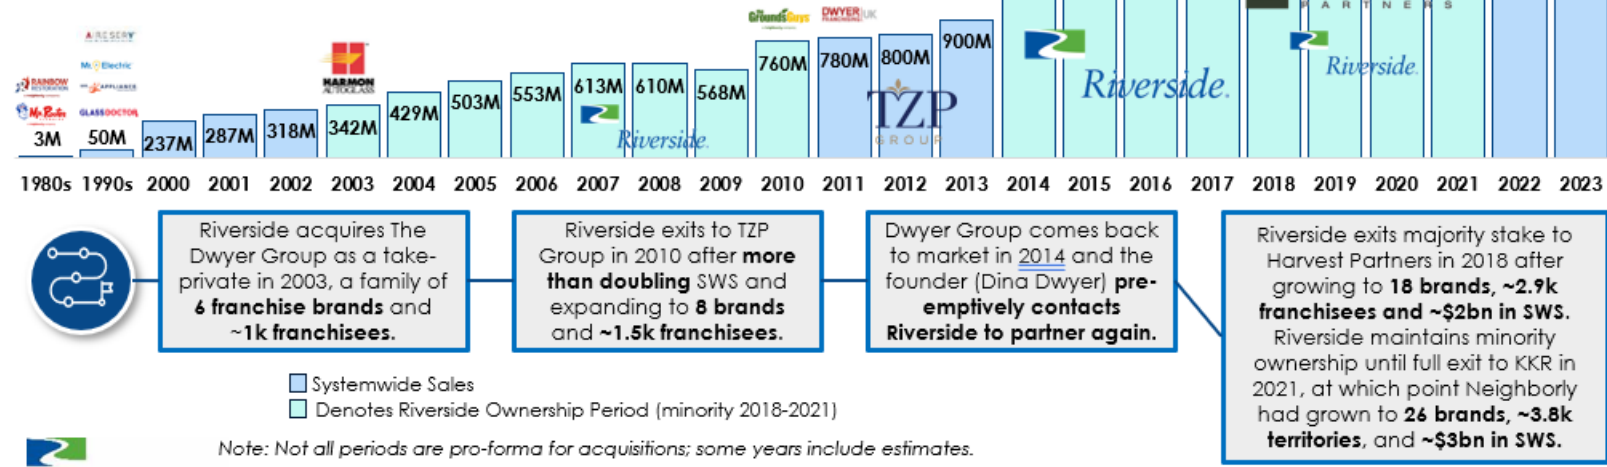 The GroundsGuys
DWYER UK
FRANCHISING
PARTNERS
AIRESERV
Mr. Electric
RAINBOW
RESTORATION
MR. APPLIANCE
Mr. Rooter
GLASS DOCTOR
HARMON
AUTOGLASS
Riverside.
TZP
GROUP
Riverside.
Riverside.
3M 50M 237M 287M 318M 342M 429M 503M 553M 613M 610M 568M 760M 780M 800M 900M
1980s 1990s 2000 2001 2002 2003 2004 2005 2006 2007 2008 2009 2010 2011 2012 2013 2014 2015 2016 2017 2018 2019 2020 2021 2022 2023
Riverside acquires The
Dwyer Group as a take-
private in 2003, a family of
6 franchise brands and
~1k franchisees.
Riverside exits to TZP
Group in 2010 after more
than doubling SWS and
expanding to 8 brands
and ~1.5k franchisees.
Dwyer Group comes back
to market in 2014 and the
founder (Dina Dwyer) pre-
emptively contacts
Riverside to partner again.
Riverside exits majority stake to
Harvest Partners in 2018 after
growing to 18 brands, ~2.9k
franchisees and ~$2bn in SWS.
Riverside maintains minority
ownership until full exit to KKR in
2021, at which point Neighborly
had grown to 26 brands, ~3.8k
territories, and ~$3bn in SWS.
Systemwide Sales
Denotes Riverside Ownership Period (minority 2018-2021)
Note: Not all periods are pro-forma for acquisitions; some years include estimates.